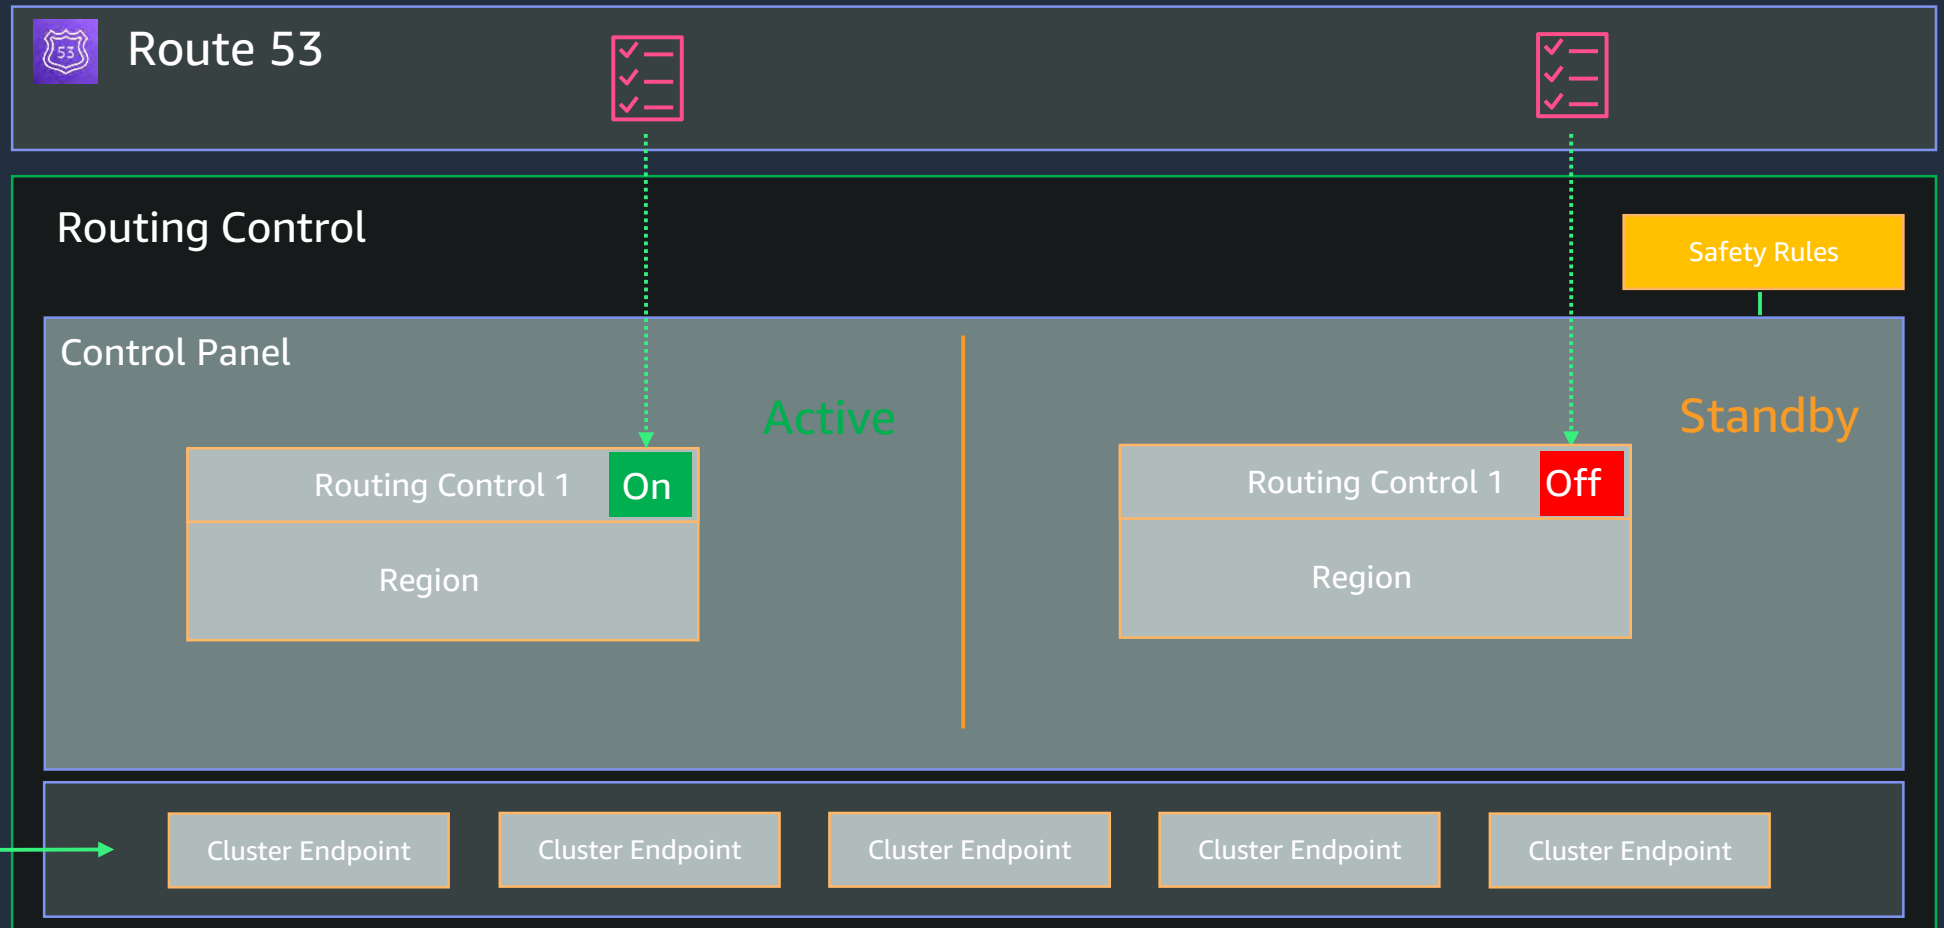 53
Route 53
Routing Control
Safety Rules
Control Panel
Active
Standby
Routing Control 1
On
Routing Control 1
Off
Region
Region
Cluster Endpoint
Cluster Endpoint
Cluster Endpoint
Cluster Endpoint
Cluster Endpoint